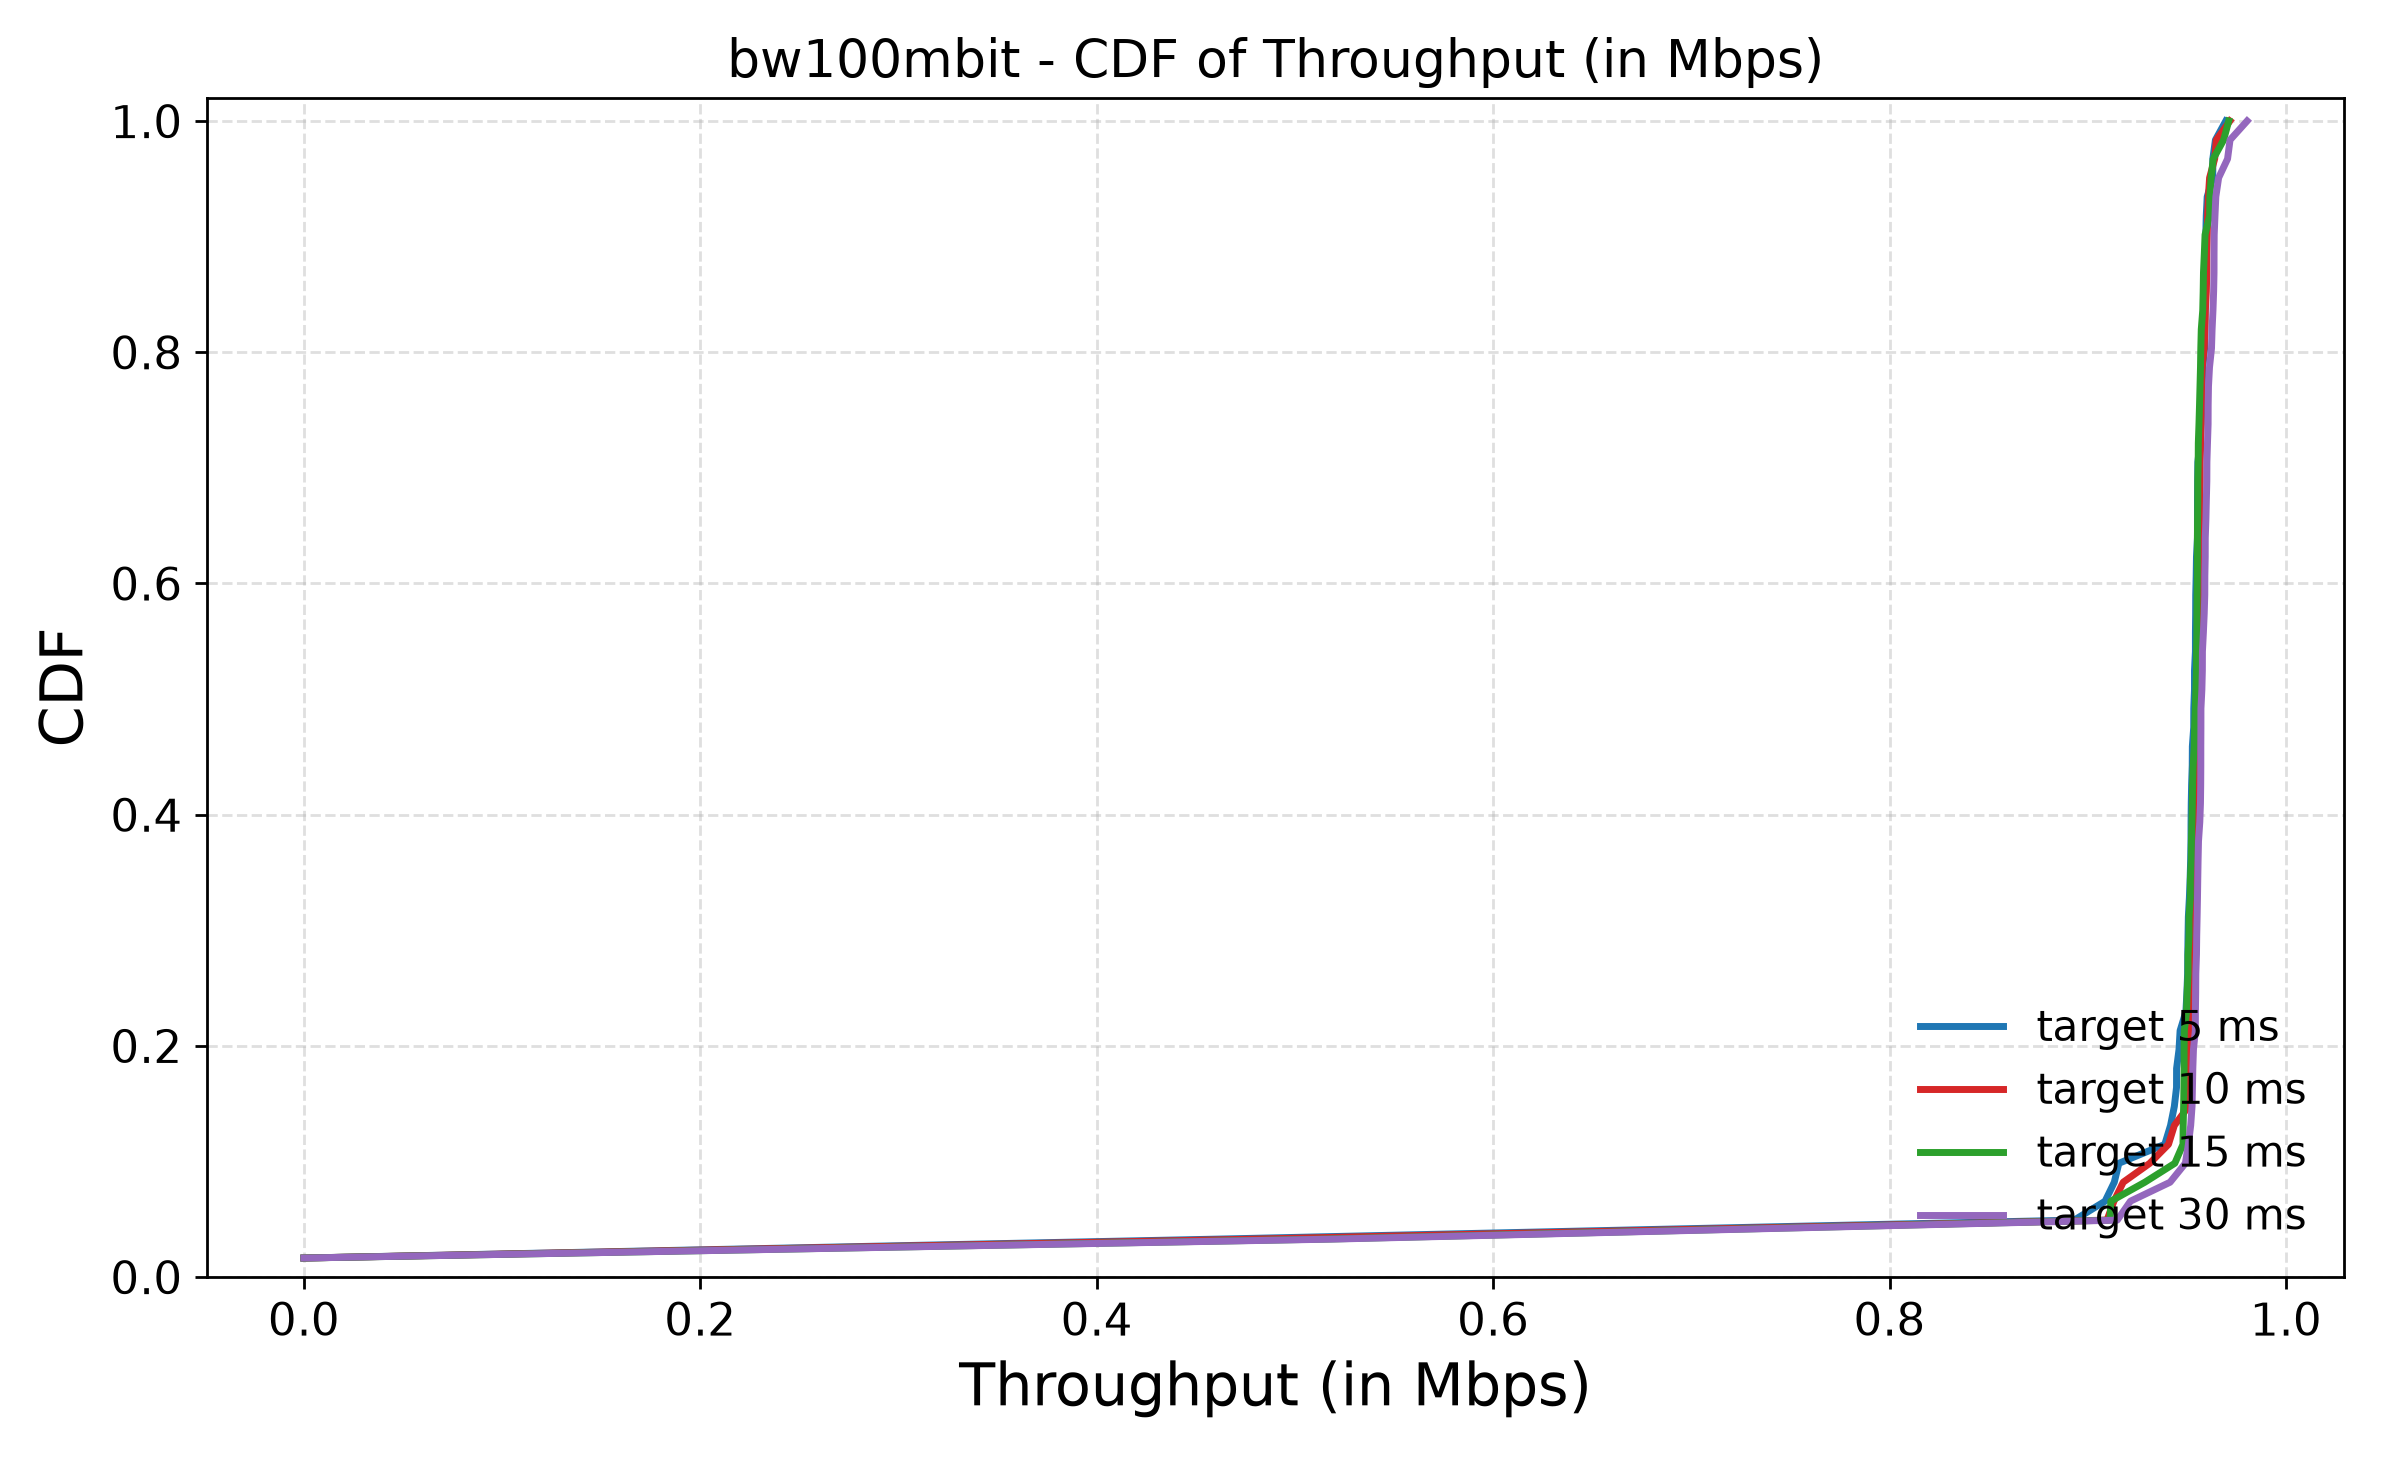 bw100mbit - CDF of Throughput (in Mbps)
1.0
0.8
0.6
0.4
0.2
0.0
CDF
target 5 ms
target 10 ms
target 15 ms
target 30 ms
0.0 0.2 0.4 0.6 0.8 1.0
Throughput (in Mbps)